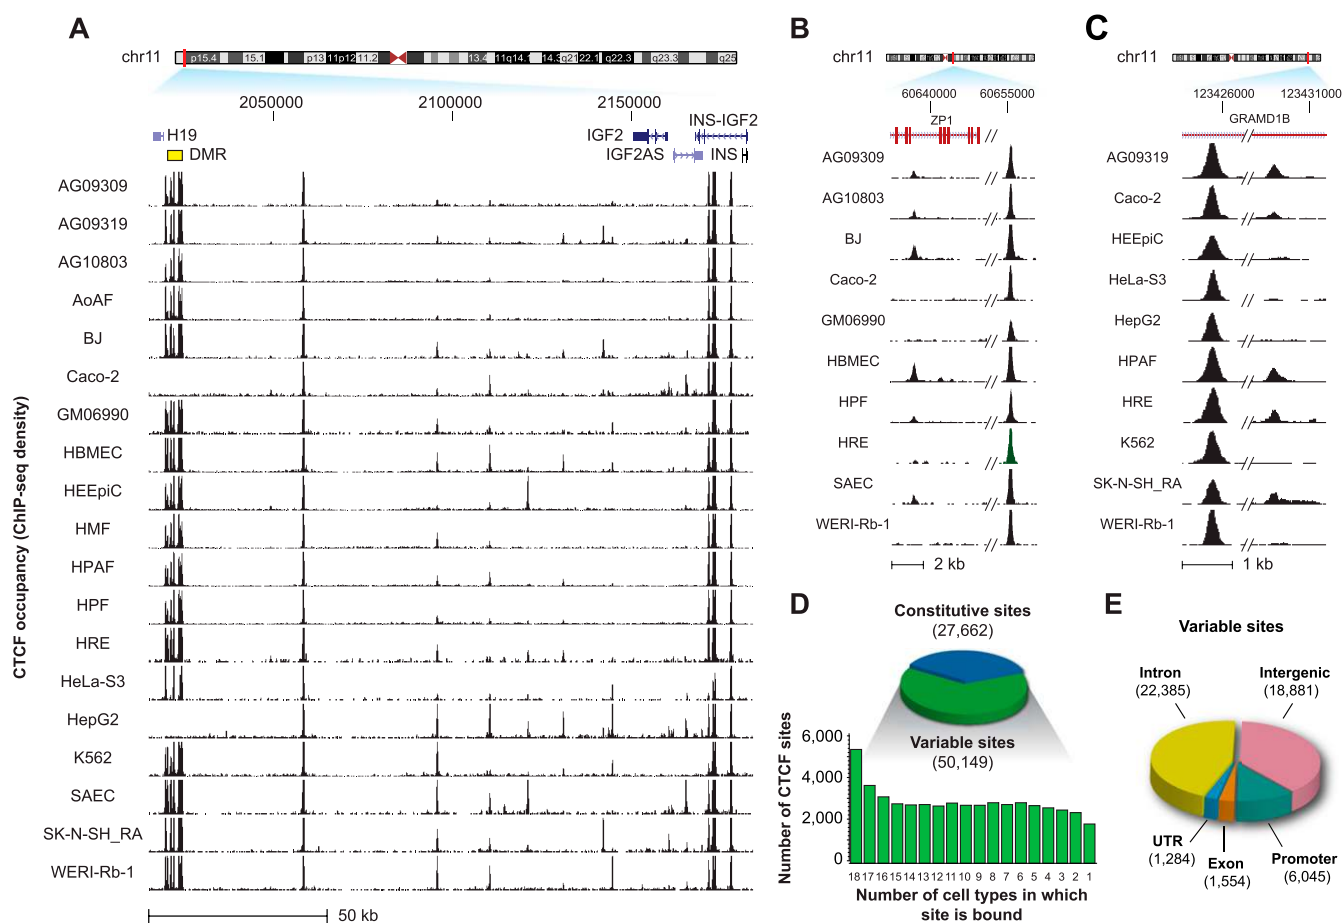 A
chr11
p15.4 15.1 p13 11p12 11.2 13.4 11q14.1 14.3 q21 22.1 q22.3 q23.3 q25
2050000 2100000 2150000
H19 IGF2 INS-IGF2
DMR IGF2AS INS
CTCF occupancy (ChIP-seq density)
AG09309
AG09319
AG10803
AoAF
BJ
Caco-2
GM06990
HBMEC
HEEpiC
HMF
HPAF
HPF
HRE
HeLa-S3
HepG2
K562
SAEC
SK-N-SH_RA
WERI-Rb-1
50 kb
B
chr11
60640000 60655000
ZP1
//
AG09309 //
AG10803 //
BJ //
Caco-2 //
GM06990 //
HBMEC //
HPF //
HRE //
SAEC //
WERI-Rb-1 //
2 kb
C
chr11
123426000 123431000
GRAMD1B
//
AG09319 //
Caco-2 //
HEEpiC //
HeLa-S3 //
HepG2 //
HPAF //
HRE //
K562 //
SK-N-SH_RA //
WERI-Rb-1 //
1 kb
D
Constitutive sites
(27,662)
Variable sites
(50,149)
Number of CTCF sites
6,000
4,000
2,000
0
18 17 16 15 14 13 12 11 10 9 8 7 6 5 4 3 2 1
Number of cell types in which
site is bound
E
Variable sites
Intron
(22,385)
Intergenic
(18,881)
UTR
(1,284)
Exon
(1,554)
Promoter
(6,045)